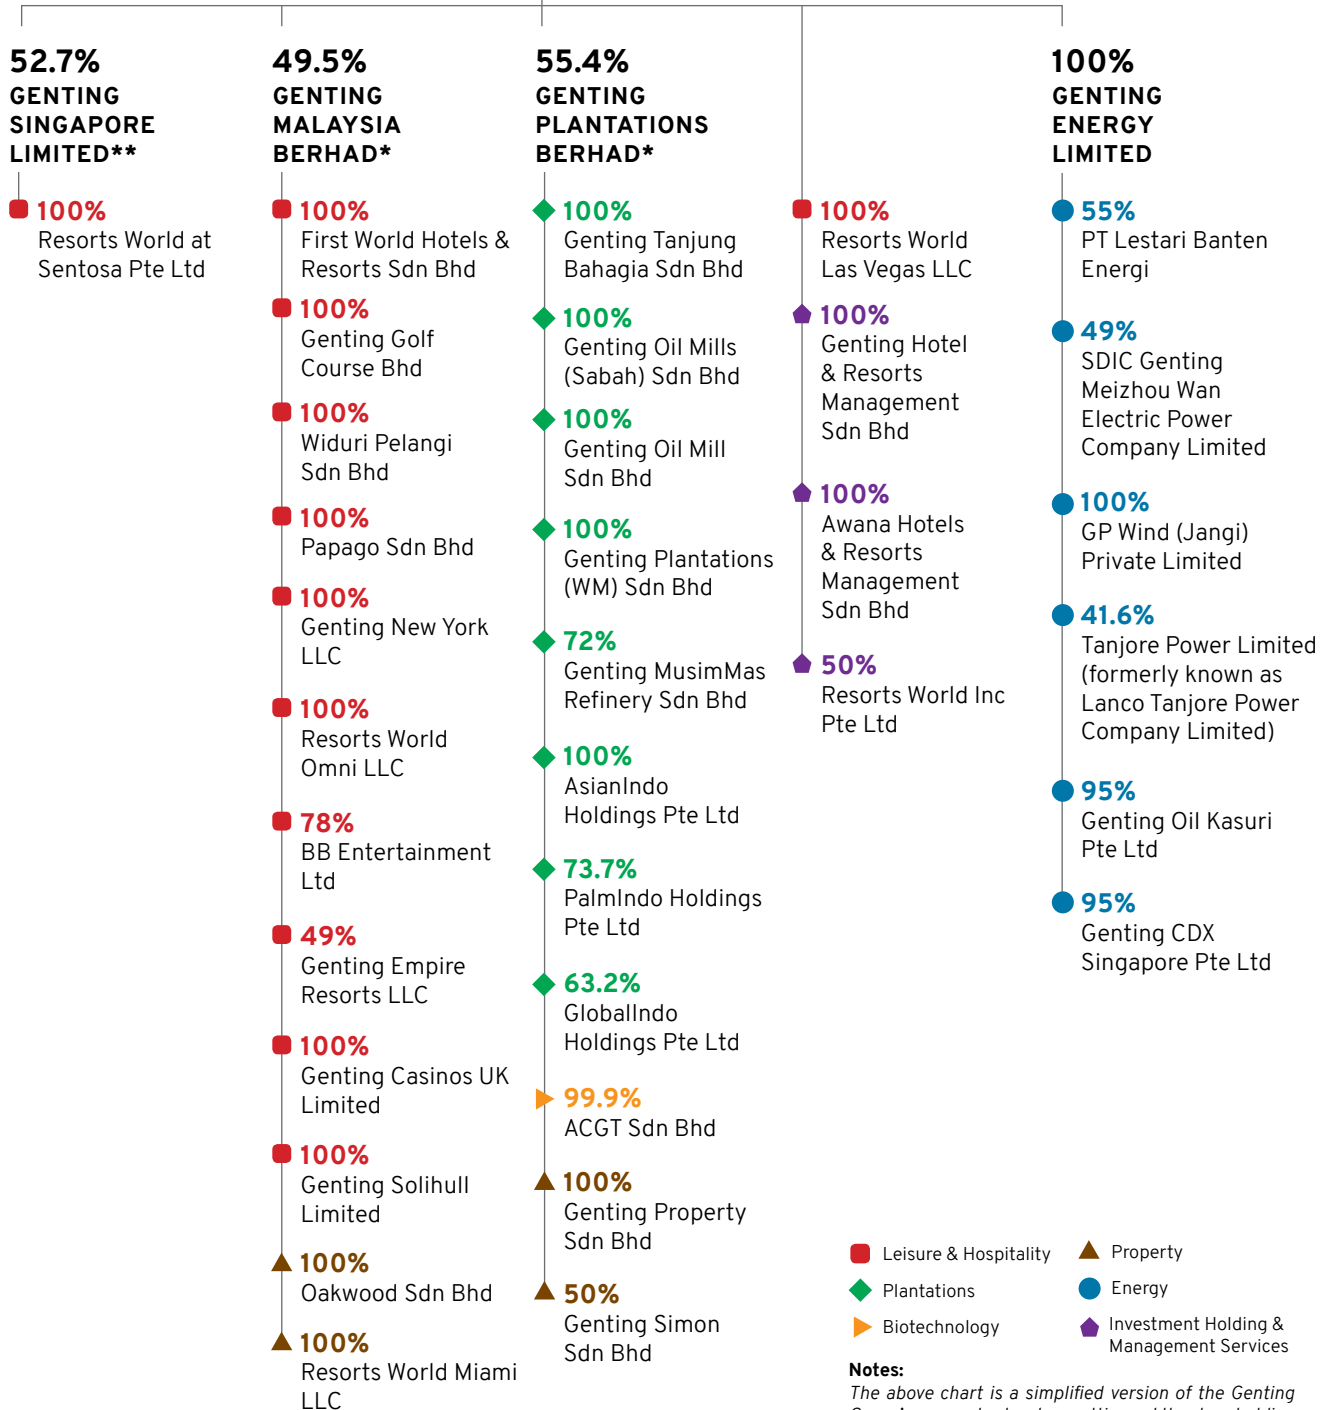 52.7%
GENTING
SINGAPORE
LIMITED**
100%
Resorts World at
Sentosa Pte Ltd
49.5%
GENTING
MALAYSIA
BERHAD*
100%
First World Hotels &
Resorts Sdn Bhd
100%
Genting Golf
Course Bhd
100%
Widuri Pelangi
Sdn Bhd
100%
Papago Sdn Bhd
100%
Genting New York
LLC
100%
Resorts World
Omni LLC
78%
BB Entertainment
Ltd
49%
Genting Empire
Resorts LLC
100%
Genting Casinos UK
Limited
100%
Genting Solihull
Limited
100%
Oakwood Sdn Bhd
100%
Resorts World Miami
LLC
55.4%
GENTING
PLANTATIONS
BERHAD*
100%
Genting Tanjung
Bahagia Sdn Bhd
100%
Genting Oil Mills
(Sabah) Sdn Bhd
100%
Genting Oil Mill
Sdn Bhd
100%
Genting Plantations
(WM) Sdn Bhd
72%
Genting MusimMas
Refinery Sdn Bhd
100%
AsianIndo
Holdings Pte Ltd
73.7%
PalmIndo Holdings
Pte Ltd
63.2%
GlobalIndo
Holdings Pte Ltd
99.9%
ACGT Sdn Bhd
100%
Genting Property
Sdn Bhd
50%
Genting Simon
Sdn Bhd
100%
Resorts World
Las Vegas LLC
100%
Genting Hotel
& Resorts
Management
Sdn Bhd
100%
Awana Hotels
& Resorts
Management
Sdn Bhd
50%
Resorts World Inc
Pte Ltd
100%
GENTING
ENERGY
LIMITED
55%
PT Lestari Banten
Energi
49%
SDIC Genting
Meizhou Wan
Electric Power
Company Limited
100%
GP Wind (Jangi)
Private Limited
41.6%
Tanjore Power Limited
(formerly known as
Lanco Tanjore Power
Company Limited)
95%
Genting Oil Kasuri
Pte Ltd
95%
Genting CDX
Singapore Pte Ltd
Leisure & Hospitality
Plantations
Biotechnology
Property
Energy
Investment Holding &
Management Services
Notes:
The above chart is a simplified version of the Genting